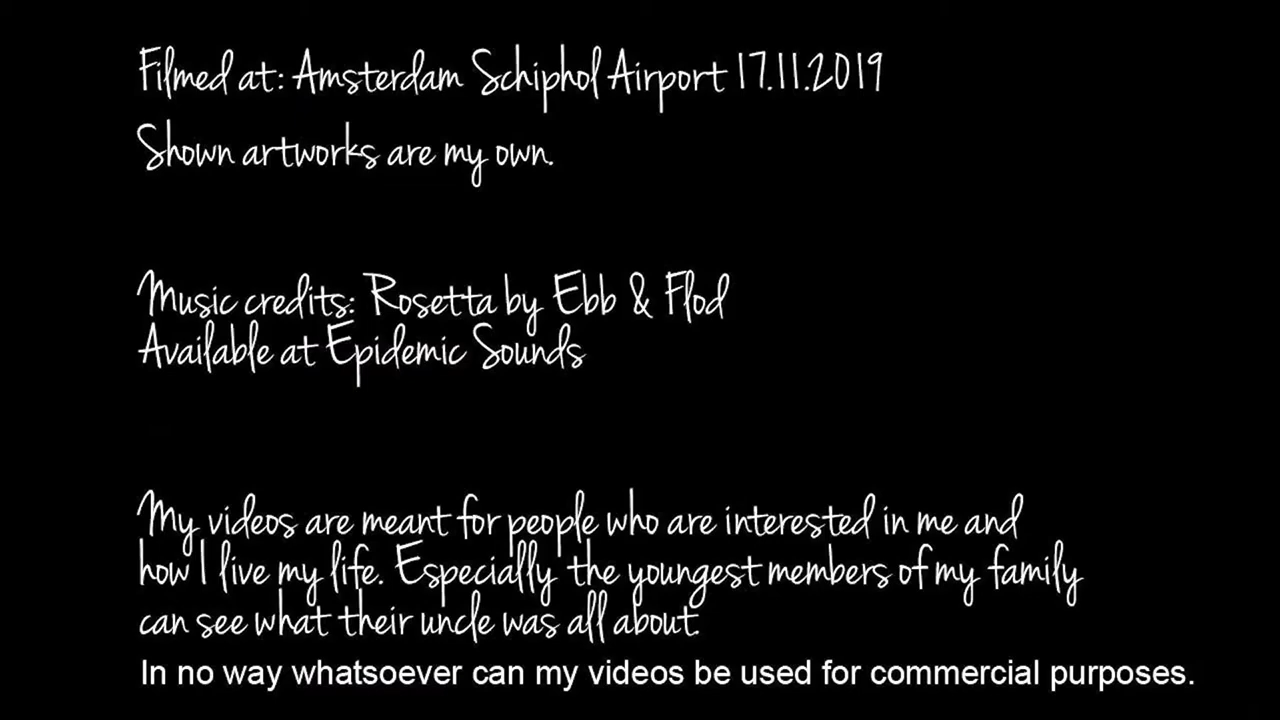 Filmed at: Amsterdam Schiphol Airport 17.11.2019
Shown artworks are my own.
Music credits: Rosetta by Ebb & Flod
Available at Epidemic Sounds
My videos are meant for people who are interested in me and
how I live my life. Especially the youngest members of my family
can see what their uncle was all about.
In no way whatsoever can my videos be used for commercial purposes.